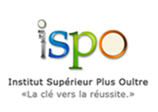 ispo
Institut Supérieur Plus Oultre
«La clé vers la réussite.»